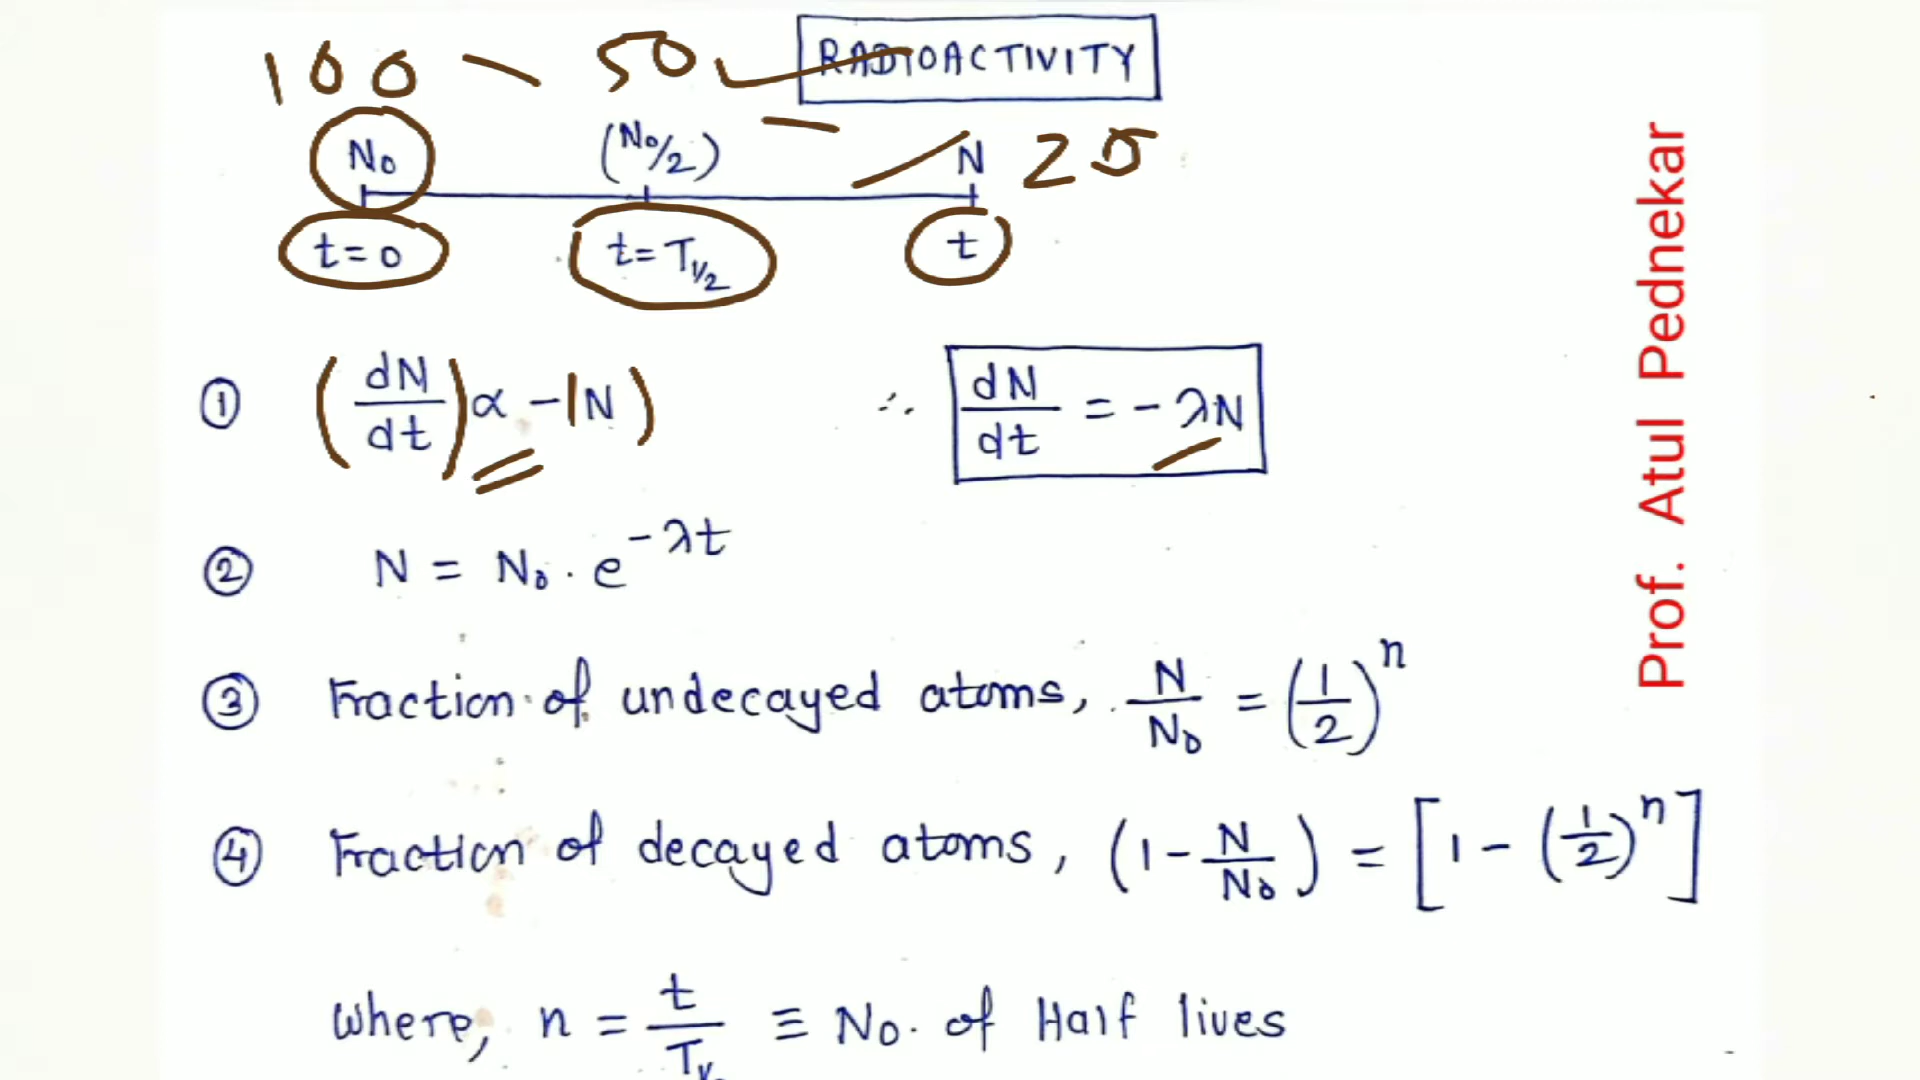 100 – 50 RADIOACTIVITY
N₀ (N₀/2) N 25
t=0 t=T₁/₂ t
① (dN/dt) ∝ -|N) ∴ dN/dt = -λN
② N = N₀ . e^-λt
③ Fraction of undecayed atoms, N/N₀ = (1/2)^n
④ Fraction of decayed atoms, (1 - N/N₀) = [1 - (1/2)^n]
where, n = t/T₁/₂ ≡ No. of Half lives
Prof. Atul Pednekar